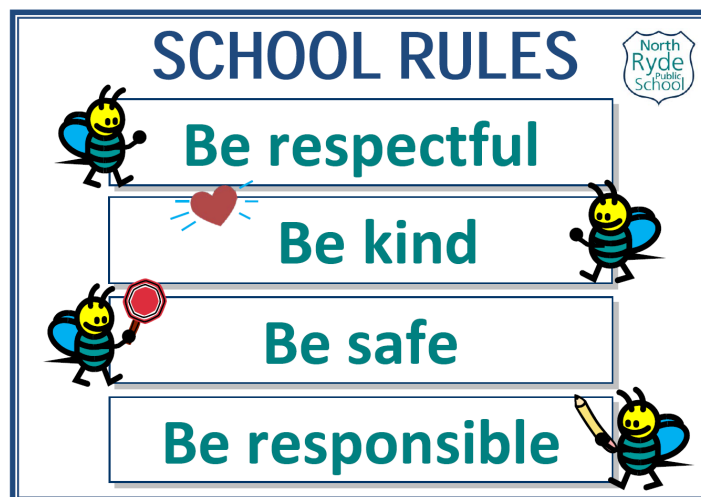 SCHOOL RULES
North
Ryde
Public
School
Be respectful
Be kind
Be safe
Be responsible